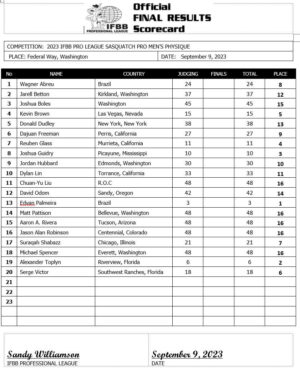 Official
FINAL RESULTS
IFBB Scorecard
PROFESSIONAL LEAGUE
COMPETITION: 2023 IFBB PRO LEAGUE SASQUATCH PRO MEN'S PHYSIQUE
PLACE: Federal Way, Washington DATE: September 9, 2023
No NAME COUNTRY JUDGING FINALS TOTAL PLACE
1 Wagner Abreu Brazil 24 24 8
2 Jarell Betton Kirkland, Washington 37 37 12
3 Joshua Boles Washington 45 45 15
4 Kevin Brown Las Vegas, Nevada 15 15 5
5 Donald Dudley New York, New York 38 38 13
6 Dajuan Freeman Perris, California 27 27 9
7 Reuben Glass Murrieta, California 11 11 4
8 Joshua Guidry Picayune, Mississippi 10 10 3
9 Jordan Hubbard Edmonds, Washington 30 30 10
10 Dylan Lin Torrance, California 33 33 11
11 Chuan-Yu Liu R.O.C 48 48 16
12 David Odom Sandy, Oregon 42 42 14
13 Edvan Palmeira Brazil 3 3 1
14 Matt Pattison Bellevue, Washington 48 48 16
15 Aaron A. Rivera Tucson, Arizona 48 48 16
16 Jason Alan Robinson Centennial, Colorado 48 48 16
17 Suraqah Shabazz Chicago, Illinois 21 21 7
18 Michael Spencer Everett, Washington 48 48 16
19 Alexander Toplyn Riverview, Florida 6 6 2
20 Serge Victor Southwest Ranches, Florida 18 18 6
21
22
23
Sandy Williamson September 9, 2023
IFBB PROFESSIONAL LEAGUE DATE